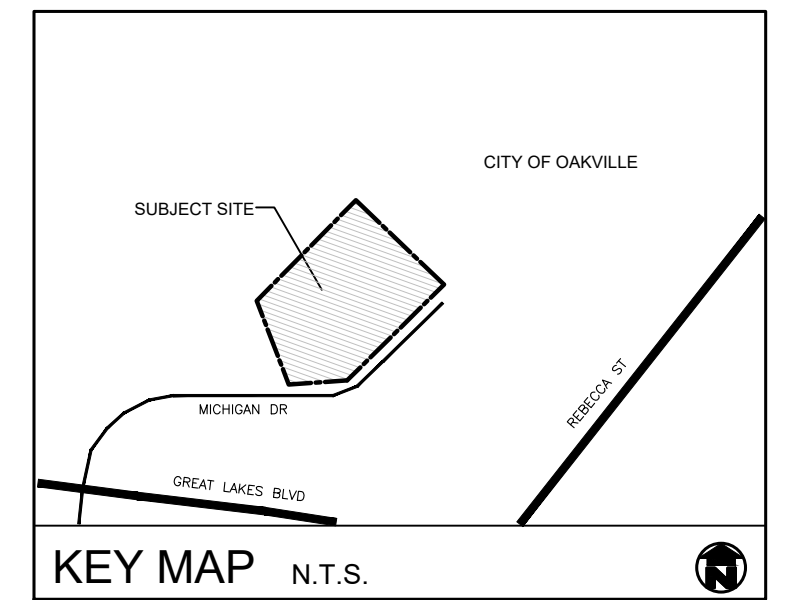 CITY OF OAKVILLE
SUBJECT SITE
REBECCA ST
MICHIGAN DR
GREAT LAKES BLVD
KEY MAP N.T.S.
N